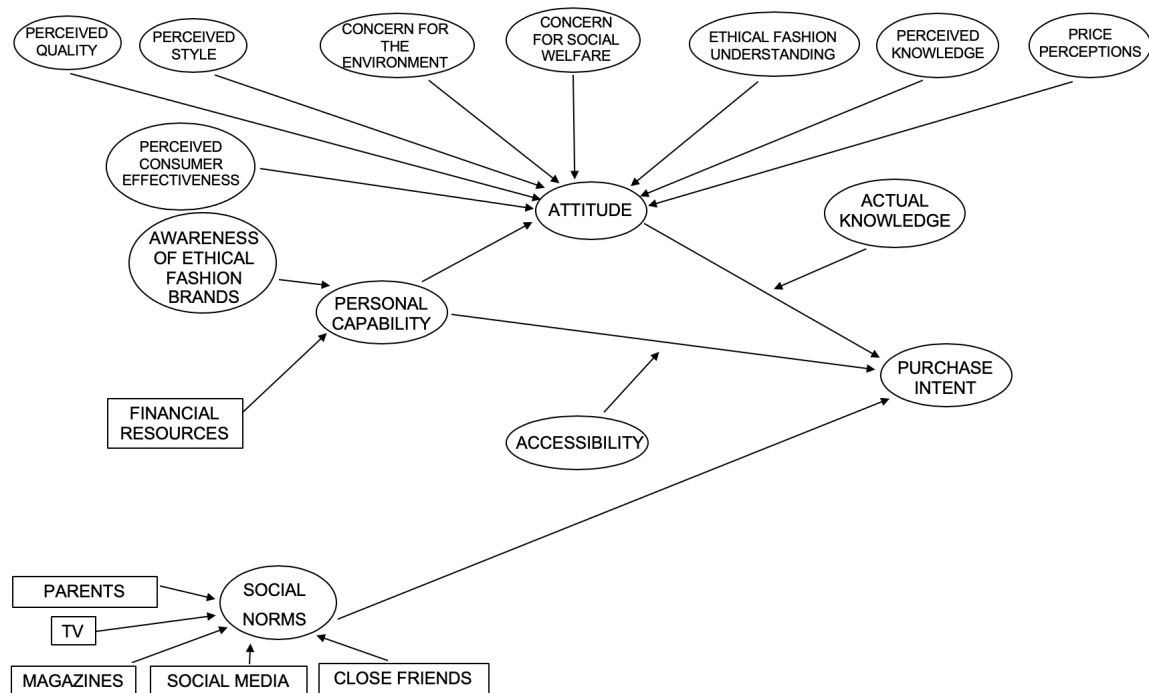 PERCEIVED
QUALITY
PERCEIVED
STYLE
CONCERN FOR
THE
ENVIRONMENT
CONCERN
FOR SOCIAL
WELFARE
ETHICAL FASHION
UNDERSTANDING
PERCEIVED
KNOWLEDGE
PRICE
PERCEPTIONS
PERCEIVED
CONSUMER
EFFECTIVENESS
ATTITUDE
ACTUAL
KNOWLEDGE
AWARENESS
OF ETHICAL
FASHION
BRANDS
PERSONAL
CAPABILITY
PURCHASE
INTENT
FINANCIAL
RESOURCES
ACCESSIBILITY
PARENTS
SOCIAL
NORMS
TV
MAGAZINES
SOCIAL MEDIA
CLOSE FRIENDS